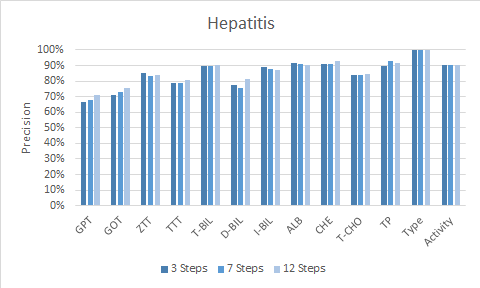 Hepatitis
100%
90%
80%
70%
60%
50%
40%
30%
20%
10%
0%
Precision
GPT
GOT
ZTT
TTT
T-BIL
D-BIL
I-BIL
ALB
CHE
T-CHO
TP
Type
Activity
3 Steps 7 Steps 12 Steps